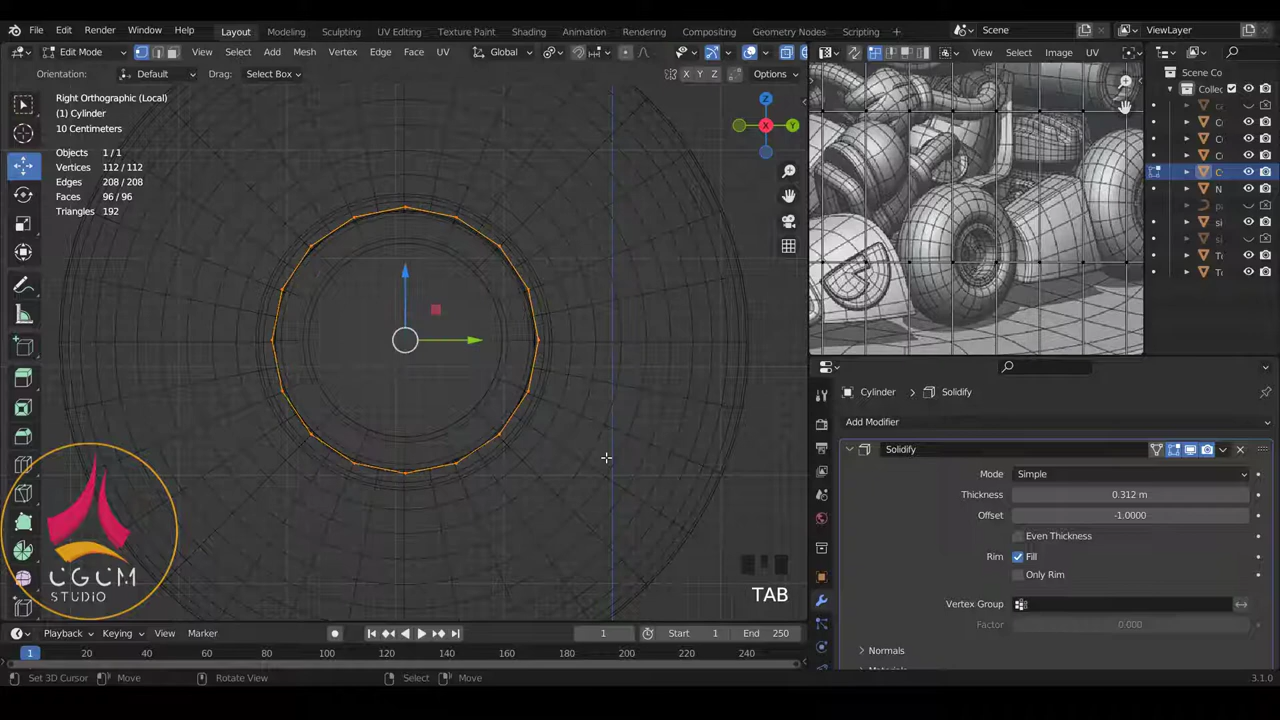 File Edit Render Window Help Layout Modeling Sculpting UV Editing Texture Paint Shading Animation Rendering Compositing Geometry Nodes Scripting Scene ViewLayer
Edit Mode View Select Add Mesh Vertex Edge Face UV Global View Select Image UV
Orientation: Default Drag: Select Box X Y Z Options Scene Co
Collec
Right Orthographic (Local)
(1) Cylinder
10 Centimeters
Objects 1 / 1
Vertices 112 / 112
Edges 208 / 208
Faces 96 / 96
Triangles 192
Z
X
Y
N
Cylinder Solidify
Add Modifier
Solidify
Mode Simple
Thickness 0.312 m
Offset -1.0000
Even Thickness
Rim Fill
Only Rim
Vertex Group
Factor 0.000
Normals
CGCM
STUDIO
TAB
Playback Keying View Marker 1 Start 1 End 250
1 20 40 60 80 100 120 140 160 180 200 220 240
Set 3D Cursor Move Rotate View Select Move 3.1.0